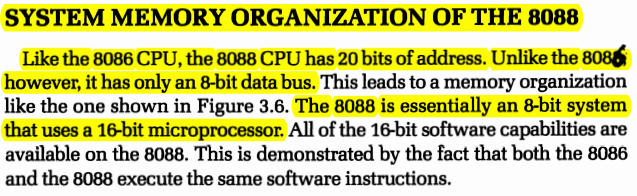 SYSTEM MEMORY ORGANIZATION OF THE 8088
Like the 8086 CPU, the 8088 CPU has 20 bits of address. Unlike the 8086
however, it has only an 8-bit data bus. This leads to a memory organization
like the one shown in Figure 3.6. The 8088 is essentially an 8-bit system
that uses a 16-bit microprocessor. All of the 16-bit software capabilities are
available on the 8088. This is demonstrated by the fact that both the 8086
and the 8088 execute the same software instructions.